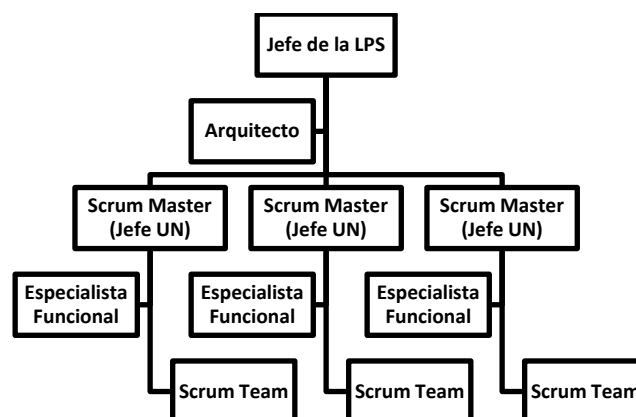 Jefe de la LPS
Arquitecto
Scrum Master
(Jefe UN)
Scrum Master
(Jefe UN)
Scrum Master
(Jefe UN)
Especialista
Funcional
Especialista
Funcional
Especialista
Funcional
Scrum Team
Scrum Team
Scrum Team